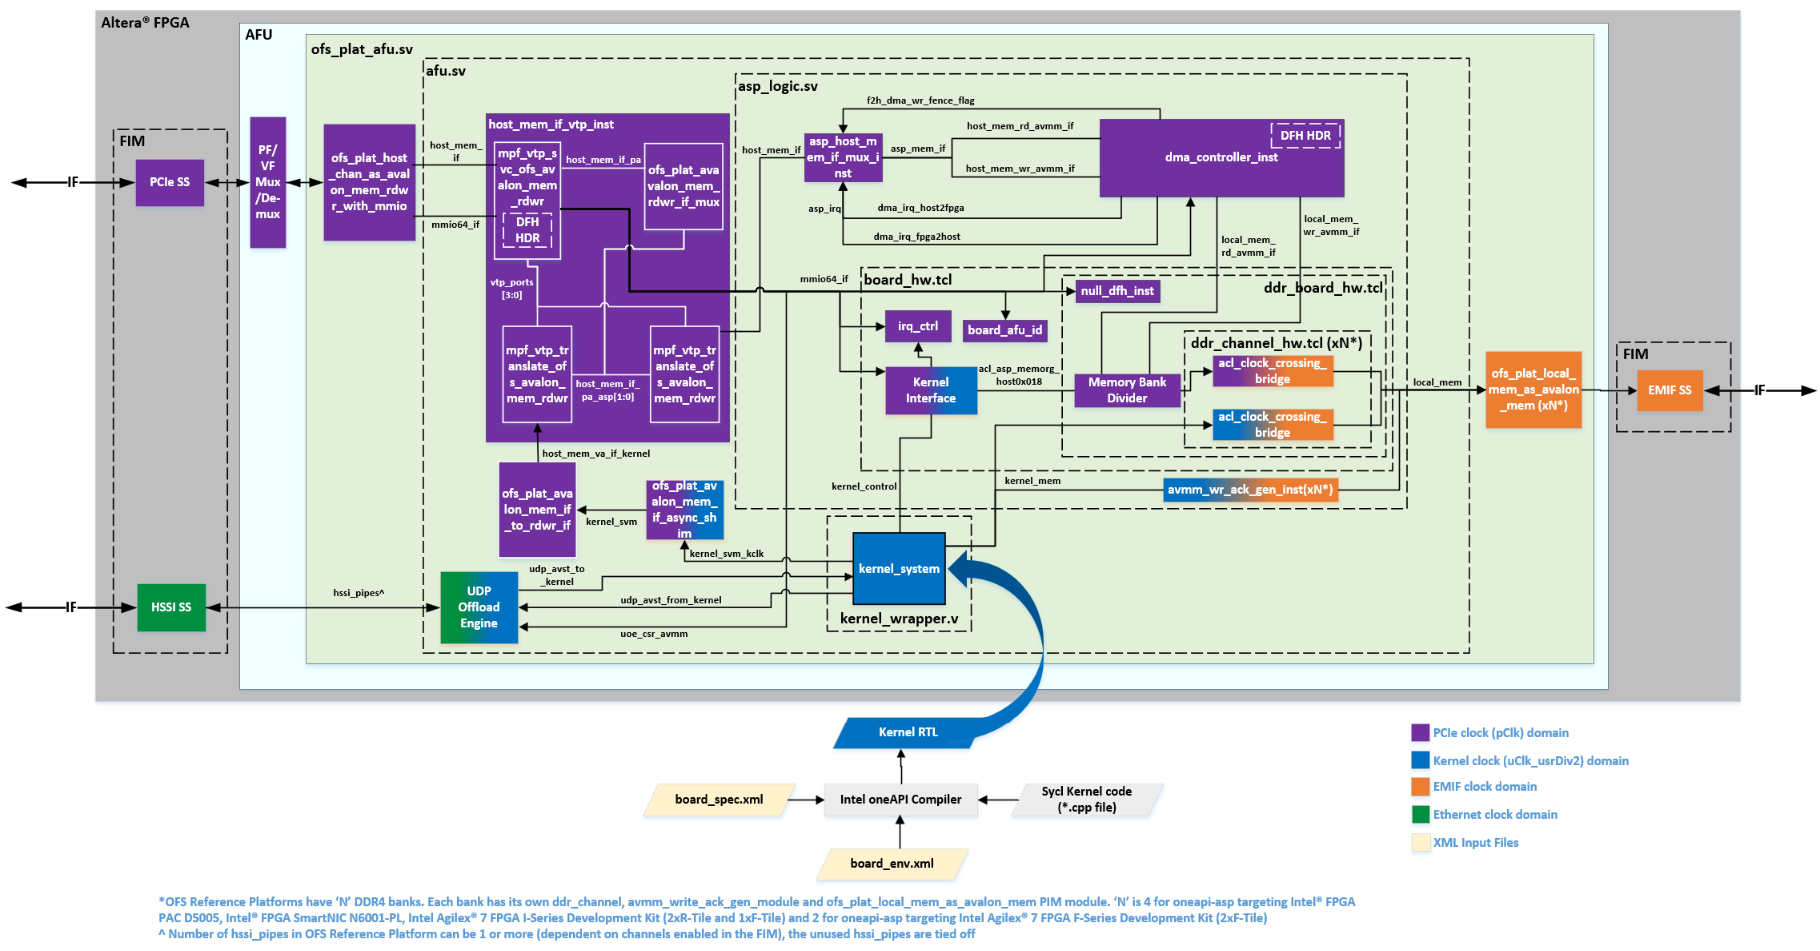 Altera® FPGA
AFU
ofs_plat_afu.sv
afu.sv
asp_logic.sv
FIM
IF
PCIe SS
PF/
VF
Mux
/De-
mux
ofs_plat_host
_chan_as_aval
on_mem_rdw
r_with_mmio
host_mem_
if
mmio64_if
host_mem_if_vtp_inst
mpf_vtp_s
vc_ofs_av
alon_mem
_rdwr
DFH
HDR
host_mem_if_pa
ofs_plat_ava
valon_mem_
rdwr_if_mux
vtp_ports
[3:0]
mpf_vtp_tr
anslate_of
s_avalon_
mem_rdwr
host_mem_if_
pa_asp[1:0]
mpf_vtp_tr
anslate_of
s_avalon_
mem_rdwr
host_mem_va_if_kernel
host_mem_if
f2h_dma_wr_fence_flag
asp_host_m
em_if_mux_i
nst
asp_mem_if
host_mem_rd_avmm_if
host_mem_wr_avmm_if
DFH HDR
dma_controller_inst
asp_irq
dma_irq_host2fpga
dma_irq_fpga2host
local_mem_
rd_avmm_if
local_mem_
wr_avmm_if
mmio64_if
board_hw.tcl
ddr_board_hw.tcl
null_dfh_inst
irq_ctrl
board_afu_id
ddr_channel_hw.tcl (xN*)
acl_clock_crossing_
bridge
Kernel
Interface
acl_asp_memorg_
host0x018
Memory Bank
Divider
acl_clock_crossing_
bridge
local_mem
ofs_plat_local_
mem_as_avalon
_mem (xN*)
FIM
EMIF SS
IF
kernel_control
kernel_mem
avmm_wr_ack_gen_inst(xN*)
ofs_plat_ava
lon_mem_if
_to_rdwr_if
kernel_svm
ofs_plat_av
alon_mem_
if_async_sh
im
kernel_svm_kclk
kernel_system
kernel_wrapper.v
udp_avst_to
_kernel
udp_avst_from_kernel
uoe_csr_avmm
UDP
Offload
Engine
hssi_pipes^
HSSI SS
IF
Kernel RTL
board_spec.xml
Intel oneAPI Compiler
Sycl Kernel code
(*.cpp file)
board_env.xml
PCIe clock (pClk) domain
Kernel clock (uClk_usrDiv2) domain
EMIF clock domain
Ethernet clock domain
XML Input Files
*OFS Reference Platforms have ‘N’ DDR4 banks. Each bank has its own ddr_channel, avmm_write_ack_gen_module and ofs_plat_local_mem_as_avalon_mem PIM module. ‘N’ is 4 for oneapi-asp targeting Intel® FPGA
PAC D5005, Intel® FPGA SmartNIC N6001-PL, Intel Agilex® 7 FPGA I-Series Development Kit (2xR-Tile and 1xF-Tile) and 2 for oneapi-asp targeting Intel Agilex® 7 FPGA F-Series Development Kit (2xF-Tile)
^ Number of hssi_pipes in OFS Reference Platform can be 1 or more (dependent on channels enabled in the FIM), the unused hssi_pipes are tied off